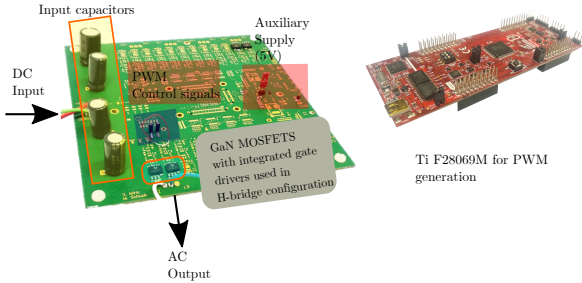 Input capacitors
Auxiliary
Supply
(5V)
DC
Input
PWM
Control signals
GaN MOSFETS
with integrated gate
drivers used in
H-bridge configuration
AC
Output
Ti F28069M for PWM
generation